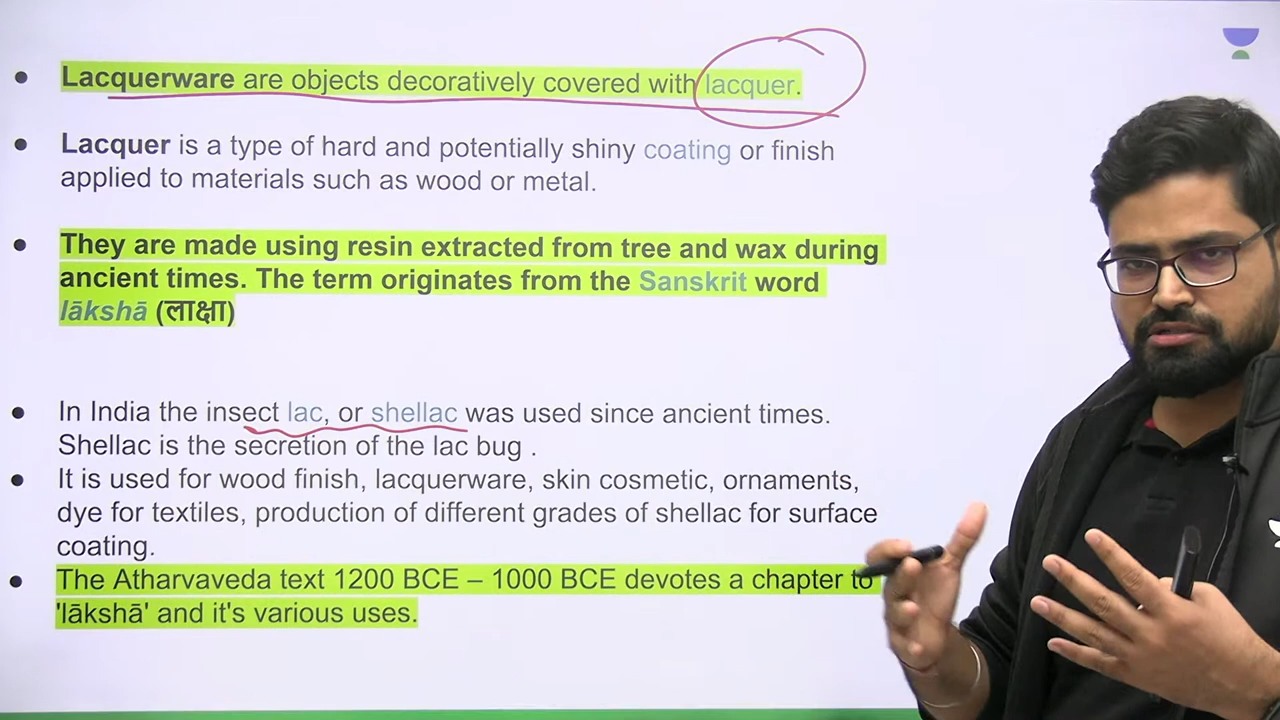 Lacquerware are objects decoratively covered with lacquer.
Lacquer is a type of hard and potentially shiny coating or finish
applied to materials such as wood or metal.
They are made using resin extracted from tree and wax during
ancient times. The term originates from the Sanskrit word
lākshā (लाक्षा)
In India the insect lac, or shellac was used since ancient times.
Shellac is the secretion of the lac bug .
It is used for wood finish, lacquerware, skin cosmetic, ornaments,
dye for textiles, production of different grades of shellac for surface
coating.
The Atharvaveda text 1200 BCE – 1000 BCE devotes a chapter to
'lākshā' and it's various uses.